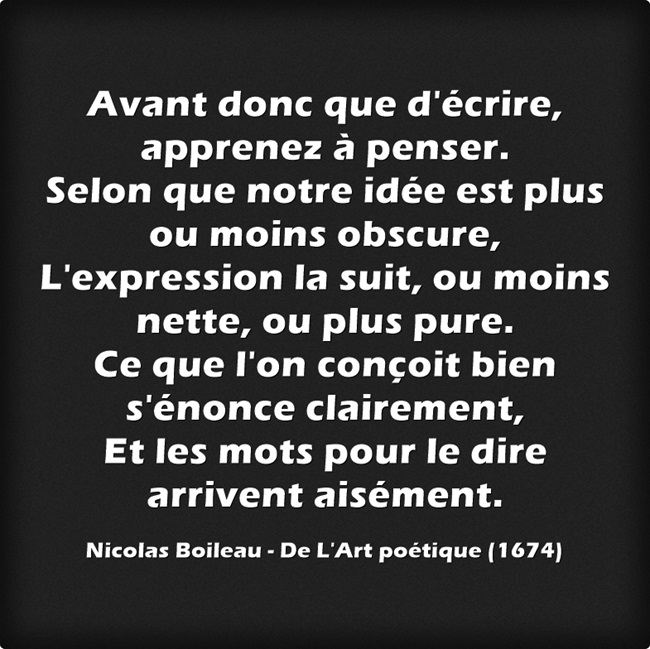 Avant donc que d'écrire,
apprenez à penser.
Selon que notre idée est plus
ou moins obscure,
L'expression la suit, ou moins
nette, ou plus pure.
Ce que l'on conçoit bien
s'énonce clairement,
Et les mots pour le dire
arrivent aisément.
Nicolas Boileau - De L'Art poétique (1674)